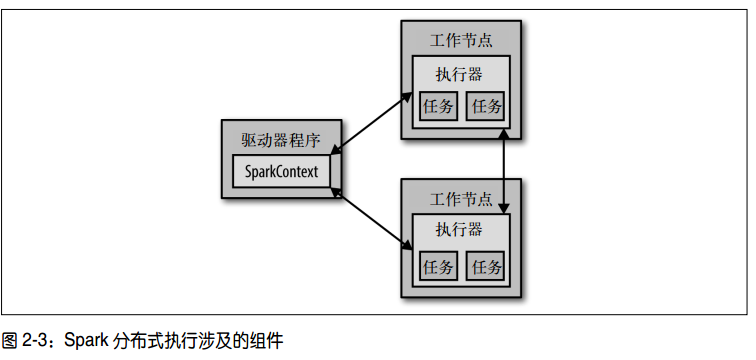 工作节点
执行器
任务 任务
驱动器程序
SparkContext
工作节点
执行器
任务 任务
图 2-3：Spark 分布式执行涉及的组件